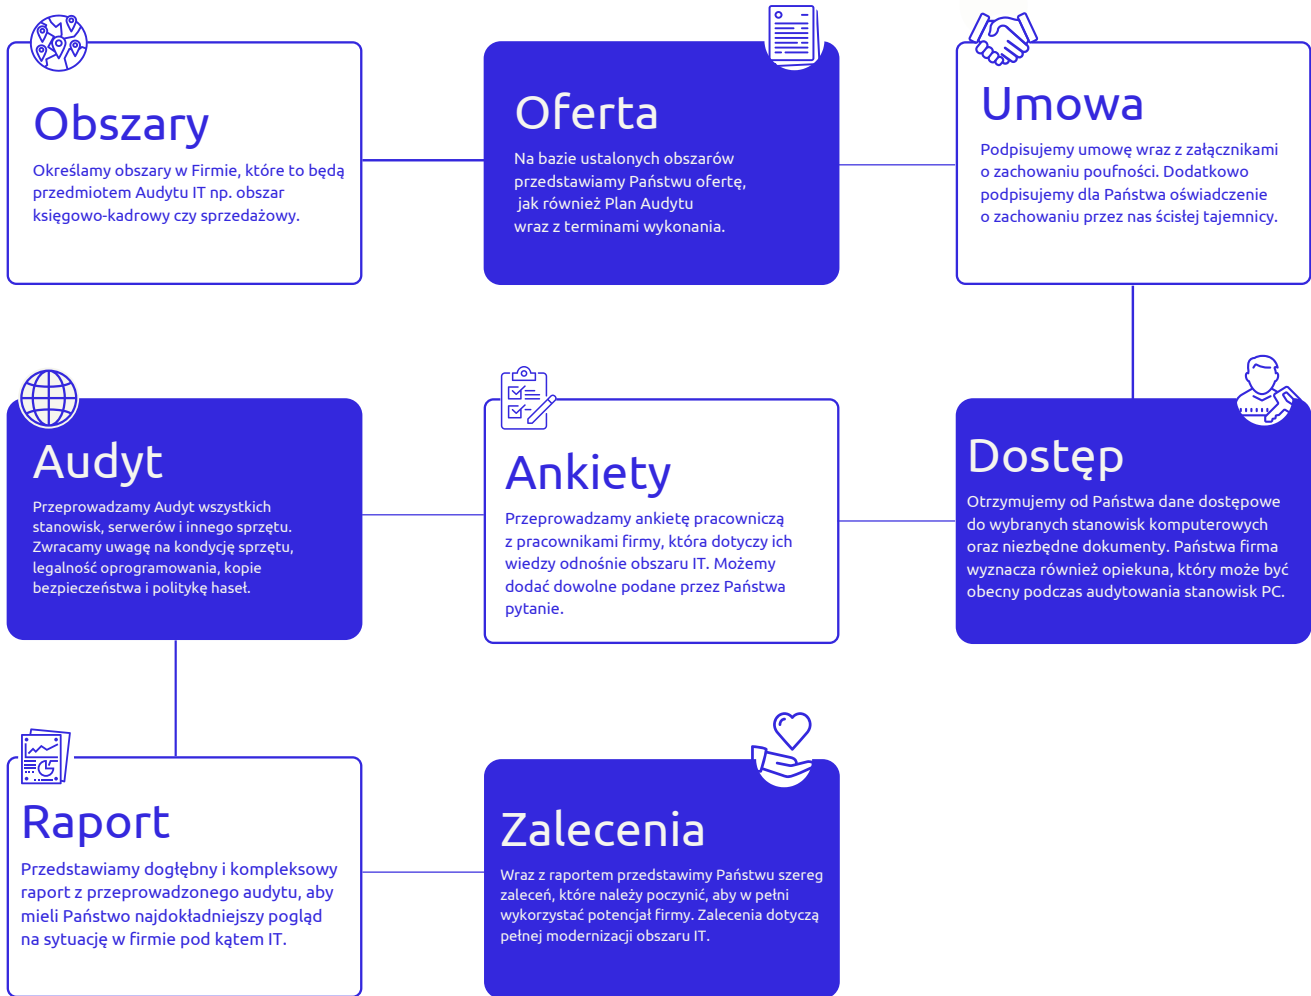 Obszary
Określamy obszary w Firmie, które to będą
przedmiotem Audytu IT np. obszar
księgowo-kadrowy czy sprzedażowy.
Oferta
Na bazie ustalonych obszarów
przedstawiamy Państwu ofertę,
jak również Plan Audytu
wraz z terminami wykonania.
Umowa
Podpisujemy umowę wraz z załącznikami
o zachowaniu poufności. Dodatkowo
podpisujemy dla Państwa oświadczenie
o zachowaniu przez nas ścisłej tajemnicy.
Dostęp
Otrzymujemy od Państwa dane dostępowe
do wybranych stanowisk komputerowych
oraz niezbędne dokumenty. Państwa firma
wyznacza również opiekuna, który może być
obecny podczas audytowania stanowisk PC.
Ankiety
Przeprowadzamy ankietę pracowniczą
z pracownikami firmy, która dotyczy ich
wiedzy odnośnie obszaru IT. Możemy
dodać dowolne podane przez Państwa
pytanie.
Audyt
Przeprowadzamy Audyt wszystkich
stanowisk, serwerów i innego sprzętu.
Zwracamy uwagę na kondycję sprzętu,
legalność oprogramowania, kopie
bezpieczeństwa i politykę haseł.
Raport
Przedstawiamy dogłębny i kompleksowy
raport z przeprowadzonego audytu, aby
mieli Państwo najdokładniejszy pogląd
na sytuację w firmie pod kątem IT.
Zalecenia
Wraz z raportem przedstawimy Państwu szereg
zaleceń, które należy poczynić, aby w pełni
wykorzystać potencjał firmy. Zalecenia dotyczą
pełnej modernizacji obszaru IT.